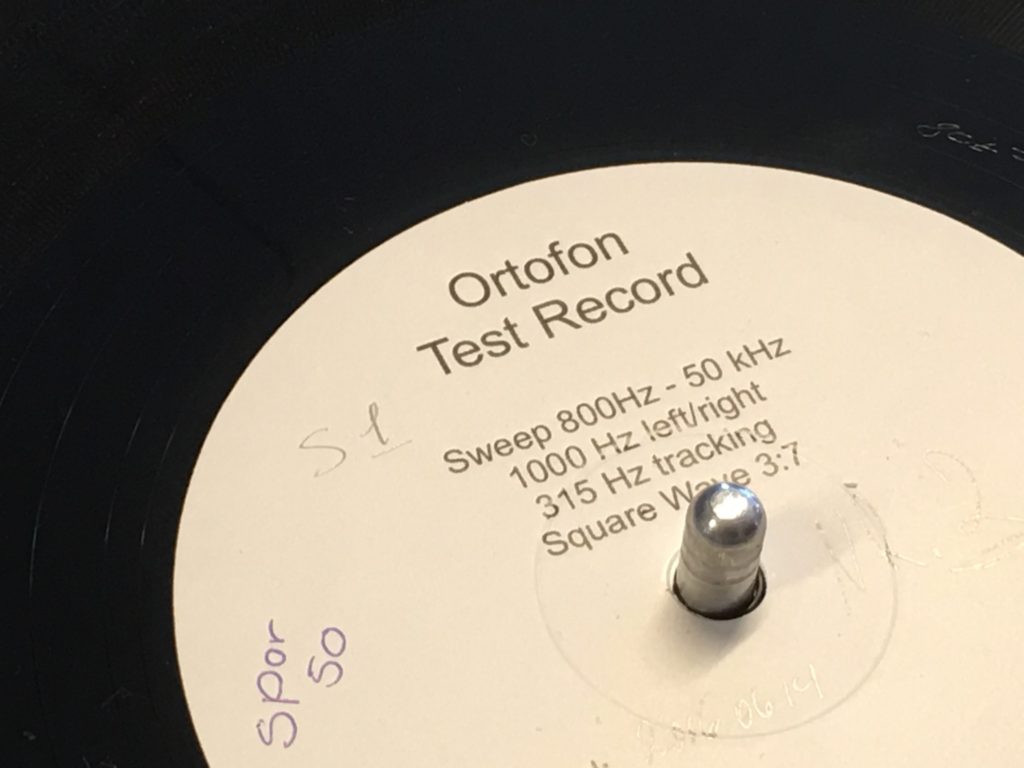 Ortofon
Test Record
Sweep 800Hz - 50 kHz
1000 Hz left/right
315 Hz tracking
Square Wave 3:7
S1
Spor
50